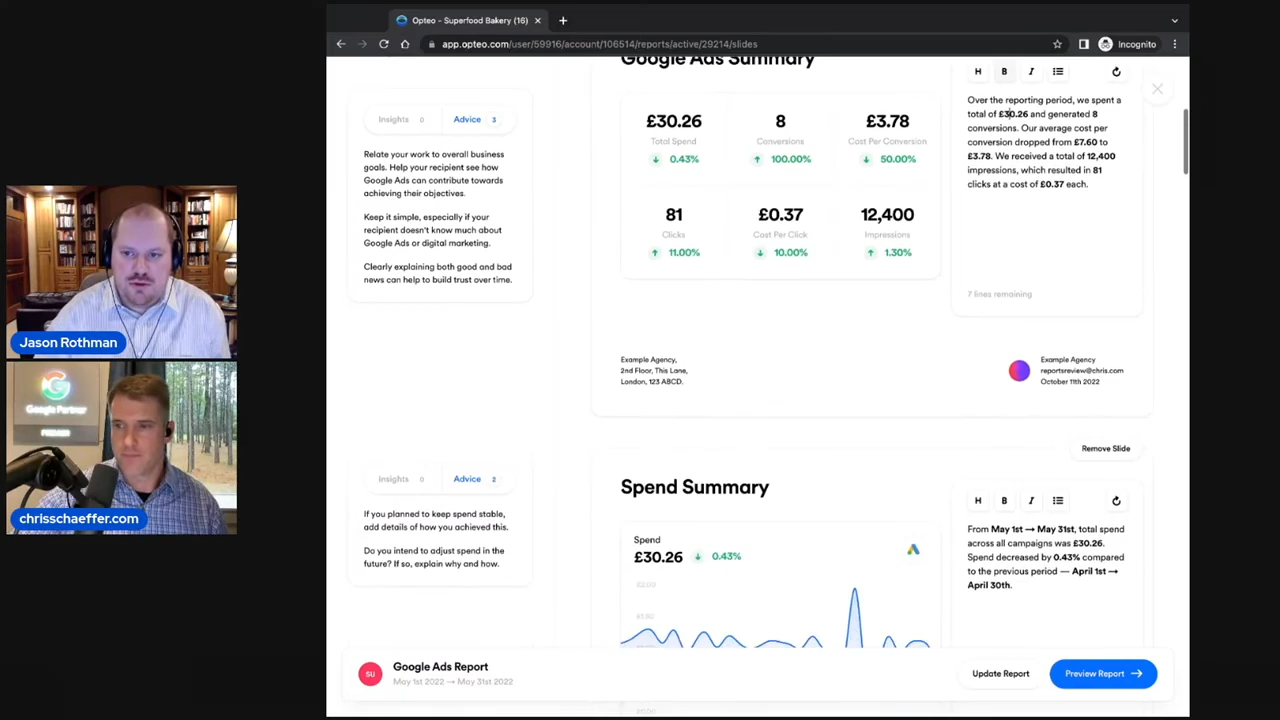 Opteo - Superfood Bakery (16)
app.opteo.com/user/59916/account/106514/reports/active/29214/slides
Incognito
Google Ads Summary
Insights 0
Advice 3
Relate your work to overall business
goals. Help your recipient see how
Google Ads can contribute towards
achieving their objectives.
Keep it simple, especially if your
recipient doesn't know much about
Google Ads or digital marketing.
Clearly explaining both good and bad
news can help to build trust over time.
£30.26
Total Spend
0.43%
8
Conversions
100.00%
£3.78
Cost Per Conversion
50.00%
81
Clicks
11.00%
£0.37
Cost Per Click
10.00%
12,400
Impressions
1.30%
H B I
Over the reporting period, we spent a
total of £30.26 and generated 8
conversions. Our average cost per
conversion dropped from £7.60 to
£3.78. We received a total of 12,400
impressions, which resulted in 81
clicks at a cost of £0.37 each.
7 lines remaining
Example Agency,
2nd Floor, This Lane,
London, 123 ABCD.
Example Agency
reportsreview@chris.com
October 11th 2022
Remove Slide
Insights 0
Advice 2
If you planned to keep spend stable,
add details of how you achieved this.
Do you intend to adjust spend in the
future? If so, explain why and how.
Spend Summary
Spend
£30.26 0.43%
£2.00
H B I
From May 1st → May 31st, total spend
across all campaigns was £30.26.
Spend decreased by 0.43% compared
to the previous period — April 1st →
April 30th.
SU
Google Ads Report
May 1st 2022 → May 31st 2022
Update Report
Preview Report →
Jason Rothman
Google Partner
PREMIER
chrisschaeffer.com